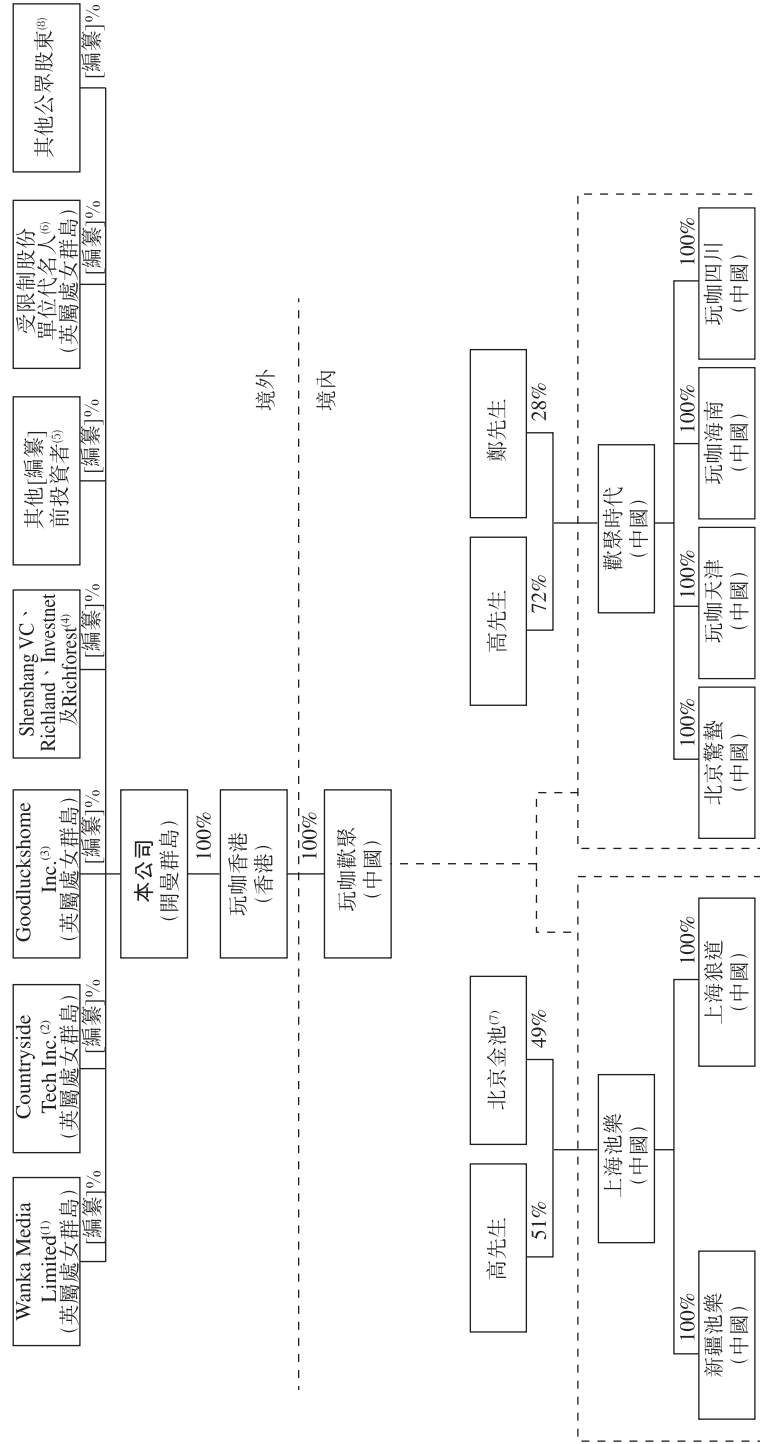 Wanka Media
Limited(1)
(英屬處女群島)
[編纂]%
Countryside
Tech Inc.(2)
(英屬處女群島)
[編纂]%
Goodluckshome
Inc.(3)
(英屬處女群島)
[編纂]%
Shenshang VC、
Richland、Investnet
及Richforest(4)
[編纂]%
其他[編纂]
前投資者(5)
[編纂]%
受限制股份
單位代名人(6)
(英屬處女群島)
[編纂]%
其他公眾股東(8)
[編纂]%
本公司
(開曼群島)
100%
玩咖香港
(香港)
境外
境內
100%
玩咖歡聚
(中國)
高先生
51%
北京金池(7)
49%
高先生
72%
鄭先生
28%
上海池樂
(中國)
歡聚時代
(中國)
100%
新疆池樂
(中國)
100%
上海狼道
(中國)
100%
北京驚蟄
(中國)
100%
玩咖天津
(中國)
100%
玩咖海南
(中國)
100%
玩咖四川
(中國)